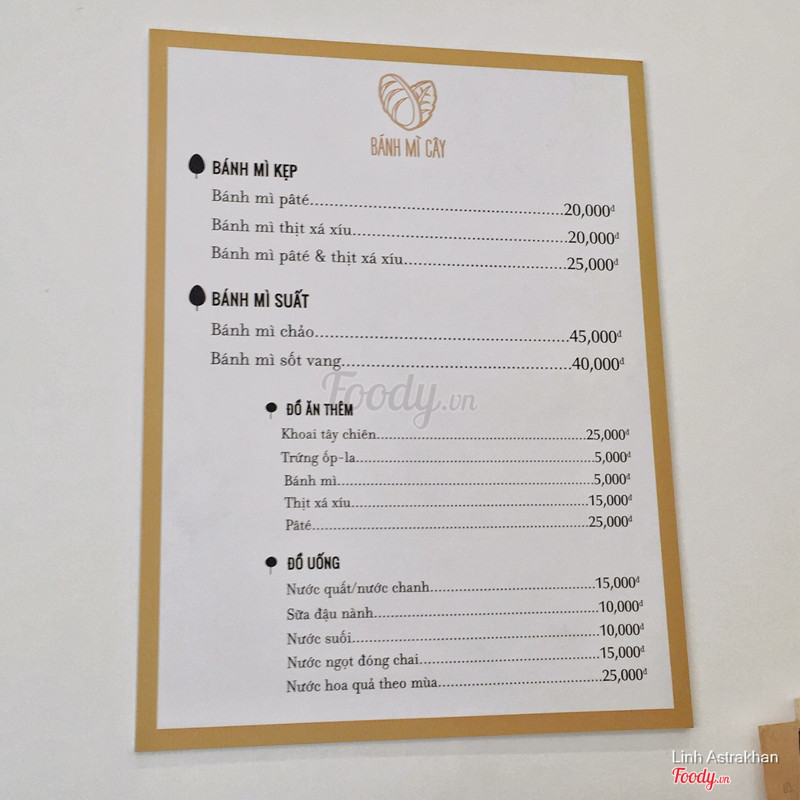 BÁNH MÌ CÂY
BÁNH MÌ KẸP
Bánh mì pâté.....20,000đ
Bánh mì thịt xá xíu.....20,000đ
Bánh mì pâté & thịt xá xíu.....25,000đ
BÁNH MÌ SUẤT
Bánh mì chảo.....45,000đ
Bánh mì sốt vang.....40,000đ
Foody.vn
ĐỒ ĂN THÊM
Khoai tây chiên.....25,000đ
Trứng ốp-la.....5,000đ
Bánh mì.....5,000đ
Thịt xá xíu.....15,000đ
Pâté.....25,000đ
ĐỒ UỐNG
Nước quất/nước chanh.....15,000đ
Sữa đậu nành.....10,000đ
Nước suối.....10,000đ
Nước ngọt đóng chai.....15,000đ
Nước hoa quả theo mùa.....25,000đ
Linh Astrakhan
Foody.vn